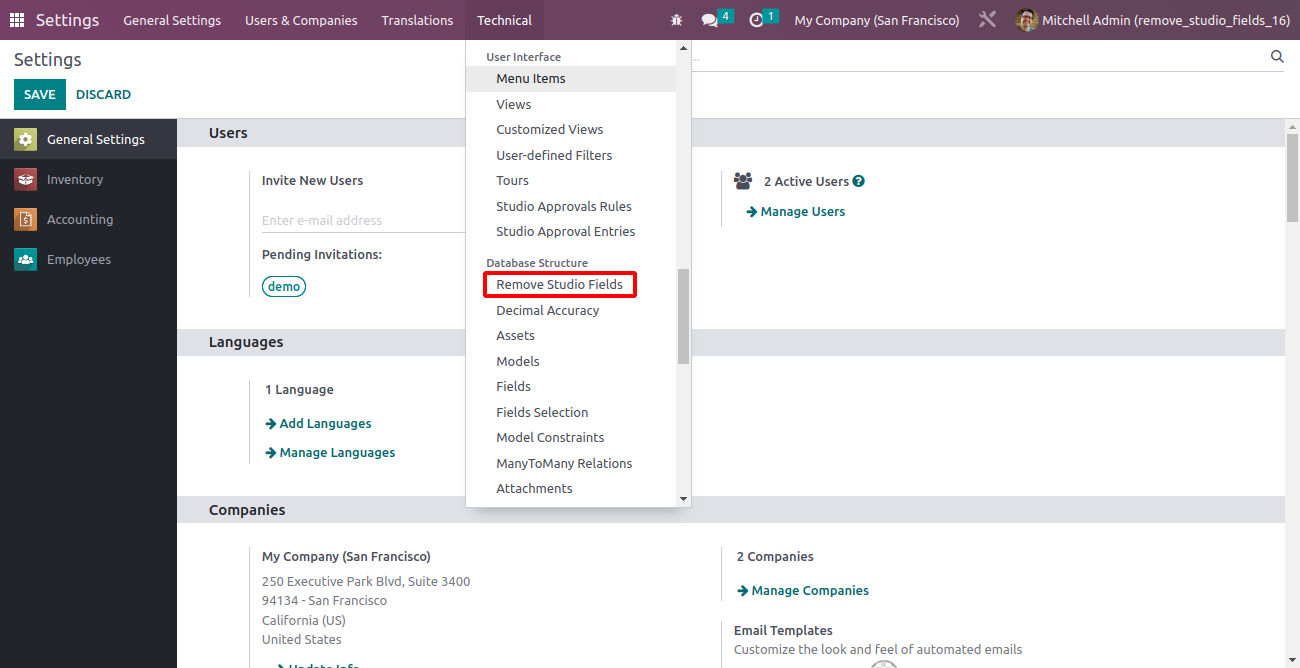 Settings General Settings Users & Companies Translations Technical 4 1 My Company (San Francisco) Mitchell Admin (remove_studio_fields_16)
Settings
...
SAVE DISCARD
General Settings
Inventory
Accounting
Employees
User Interface
Menu Items
Views
Customized Views
User-defined Filters
Tours
Studio Approvals Rules
Studio Approval Entries
Database Structure
Remove Studio Fields
Decimal Accuracy
Assets
Models
Fields
Fields Selection
Model Constraints
ManyToMany Relations
Attachments
Users
Invite New Users
Enter e-mail address
Pending Invitations:
demo
2 Active Users ?
Manage Users
Languages
1 Language
Add Languages
Manage Languages
Companies
My Company (San Francisco)
250 Executive Park Blvd, Suite 3400
94134 - San Francisco
California (US)
United States
Update Info
2 Companies
Manage Companies
Email Templates
Customize the look and feel of automated emails